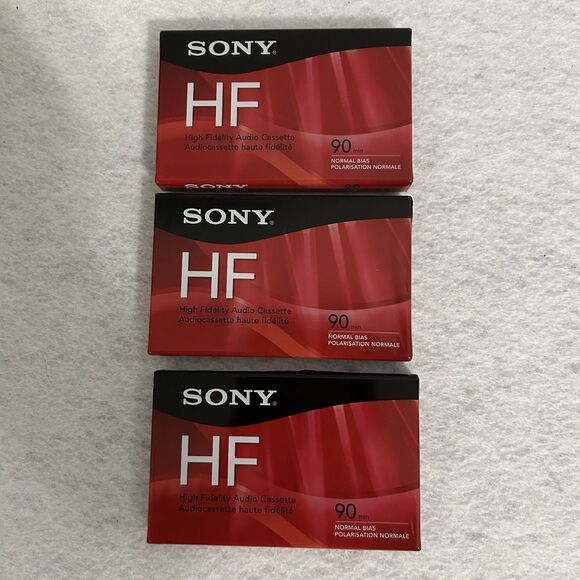 SONY®
HF
High Fidelity Audio Cassette
Audiocassette haute fidélité
90 min
NORMAL BIAS
POLARISATION NORMALE
SONY
90
SONY®
HF
High Fidelity Audio Cassette
Audiocassette haute fidélité
90 min
NORMAL BIAS
POLARISATION NORMALE
SONY®
HF
High Fidelity Audio Cassette
Audiocassette haute fidélité
90 min
NORMAL BIAS
POLARISATION NORMALE